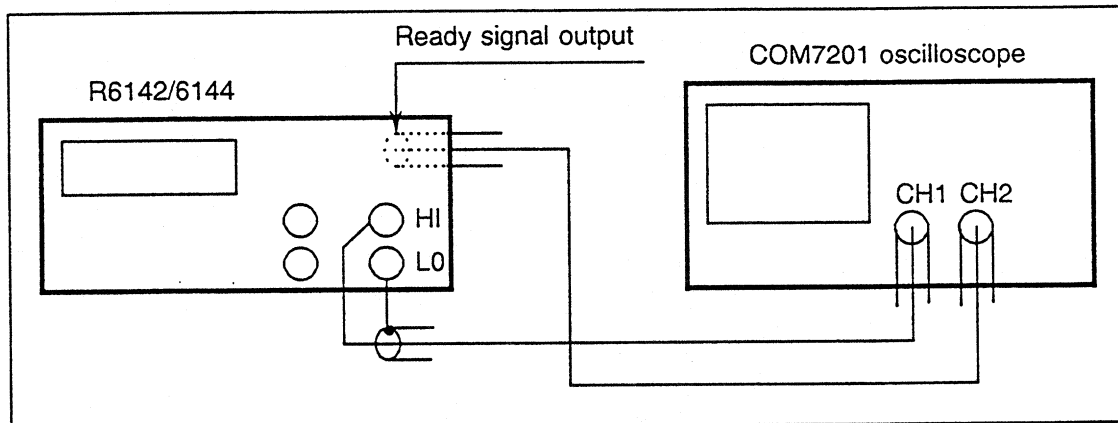 Ready signal output
COM7201 oscilloscope
R6142/6144
CH1 CH2
HI
L0